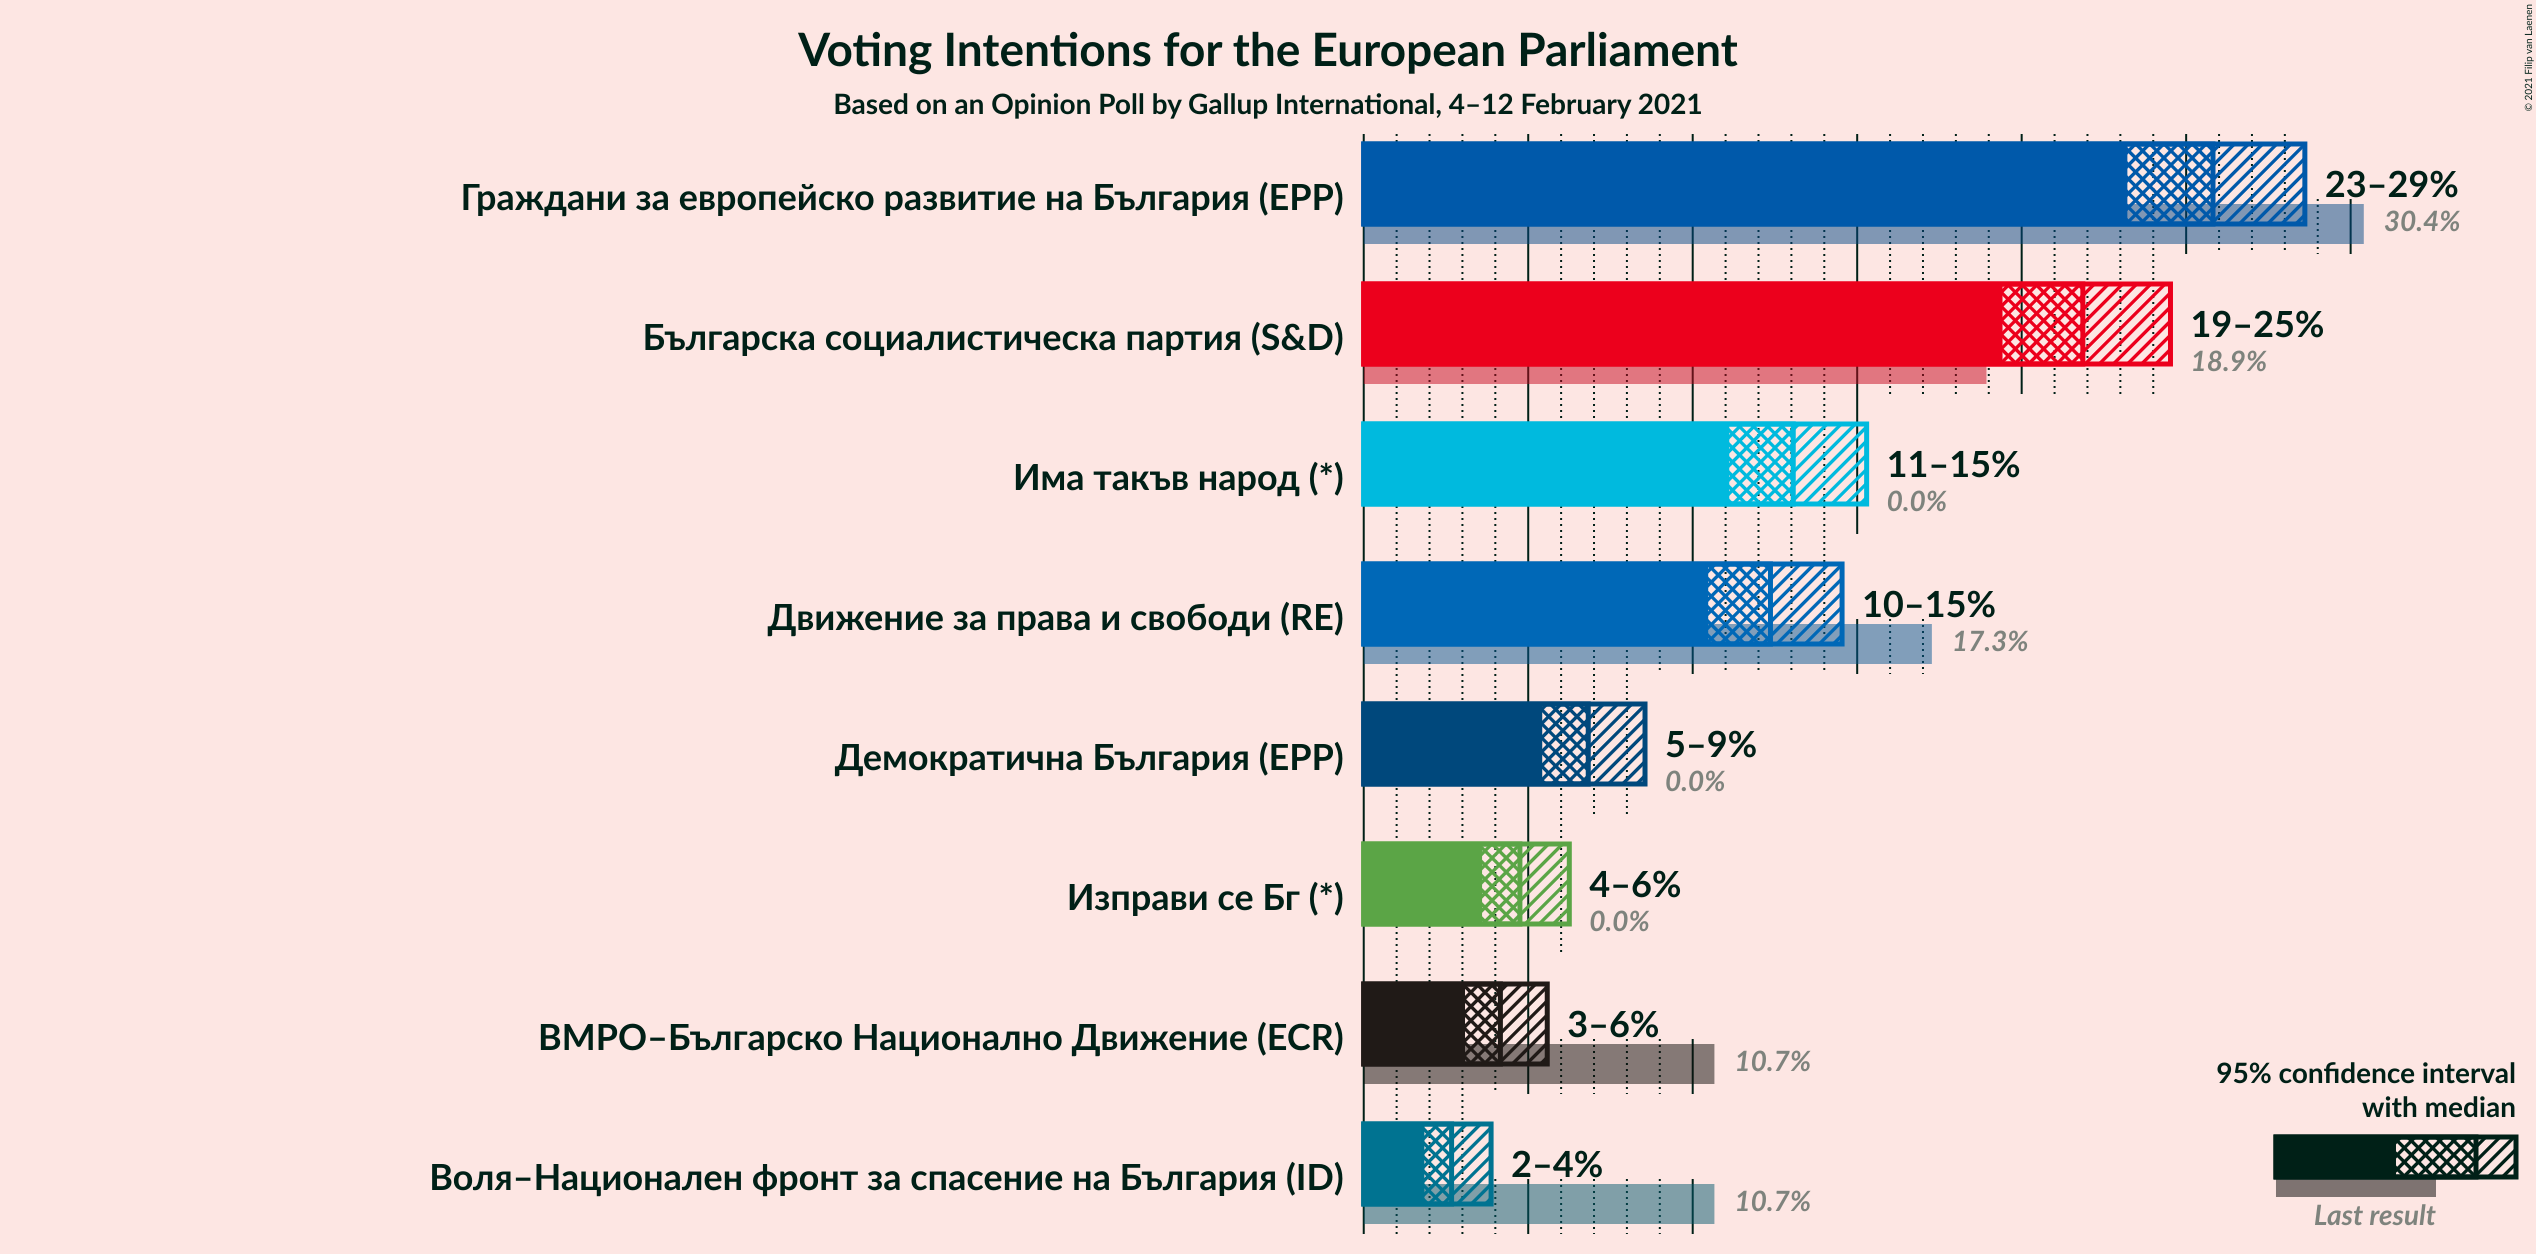 Voting Intentions for the European Parliament
Based on an Opinion Poll by Gallup International, 4–12 February 2021
© 2021 Filip van Laenen
Граждани за европейско развитие на България (EPP)
23–29%
30.4%
Българска социалистическа партия (S&D)
19–25%
18.9%
Има такъв народ (*)
11–15%
0.0%
Движение за права и свободи (RE)
10–15%
17.3%
Демократична България (EPP)
5–9%
0.0%
Изправи се Бг (*)
4–6%
0.0%
ВМРО–Българско Национално Движение (ECR)
3–6%
10.7%
Воля–Национален фронт за спасение на България (ID)
2–4%
10.7%
95% confidence interval
with median
Last result